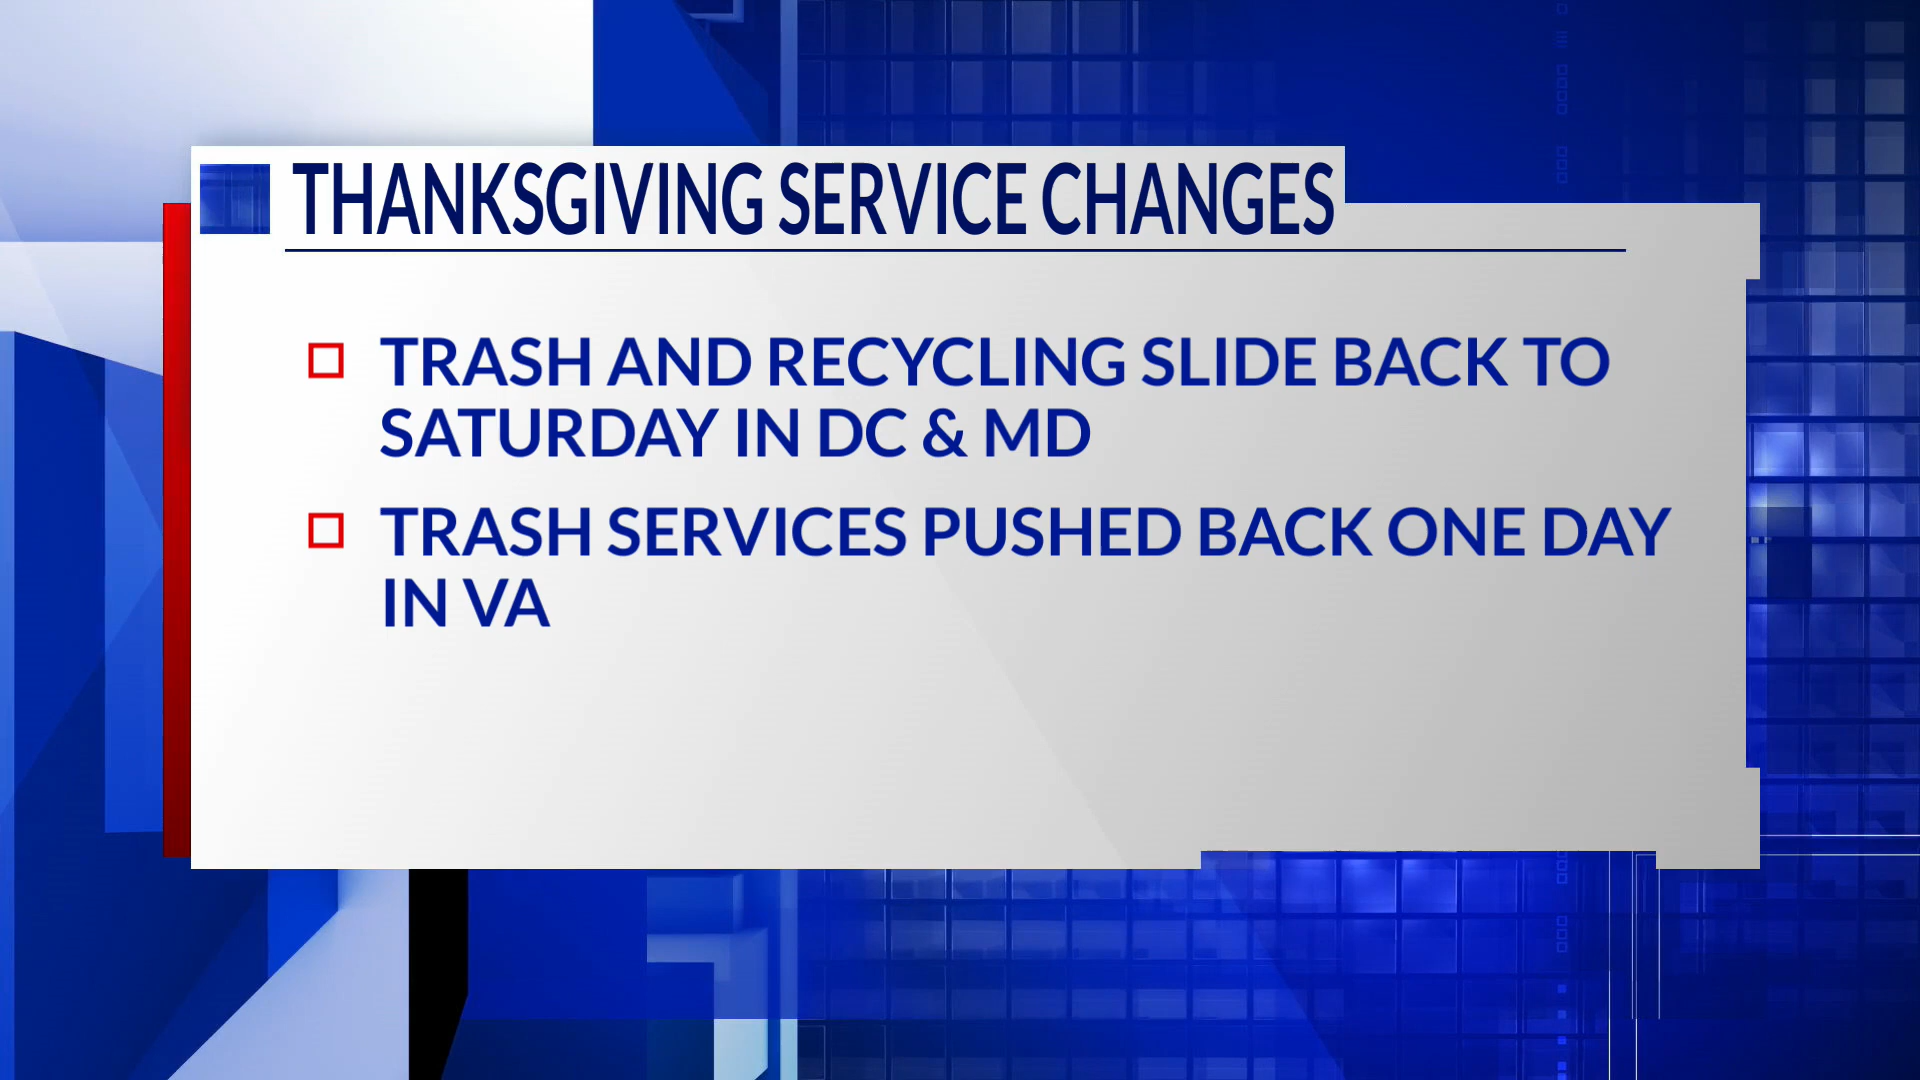 THANKSGIVING SERVICE CHANGES
TRASH AND RECYCLING SLIDE BACK TO
SATURDAY IN DC & MD
TRASH SERVICES PUSHED BACK ONE DAY
IN VA